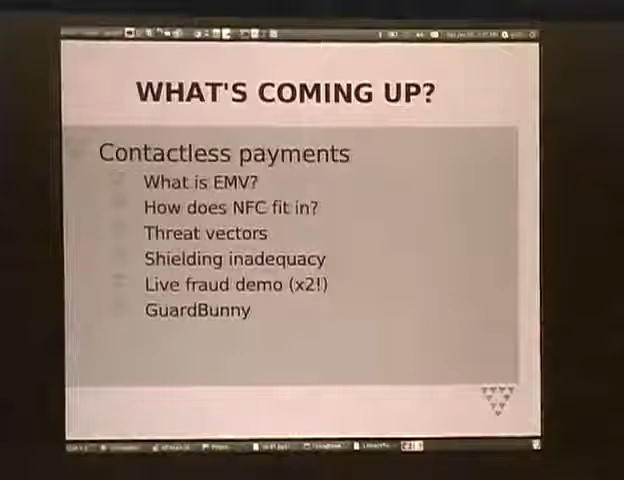 WHAT'S COMING UP?
Contactless payments
What is EMV?
How does NFC fit in?
Threat vectors
Shielding inadequacy
Live fraud demo (x2!)
GuardBunny